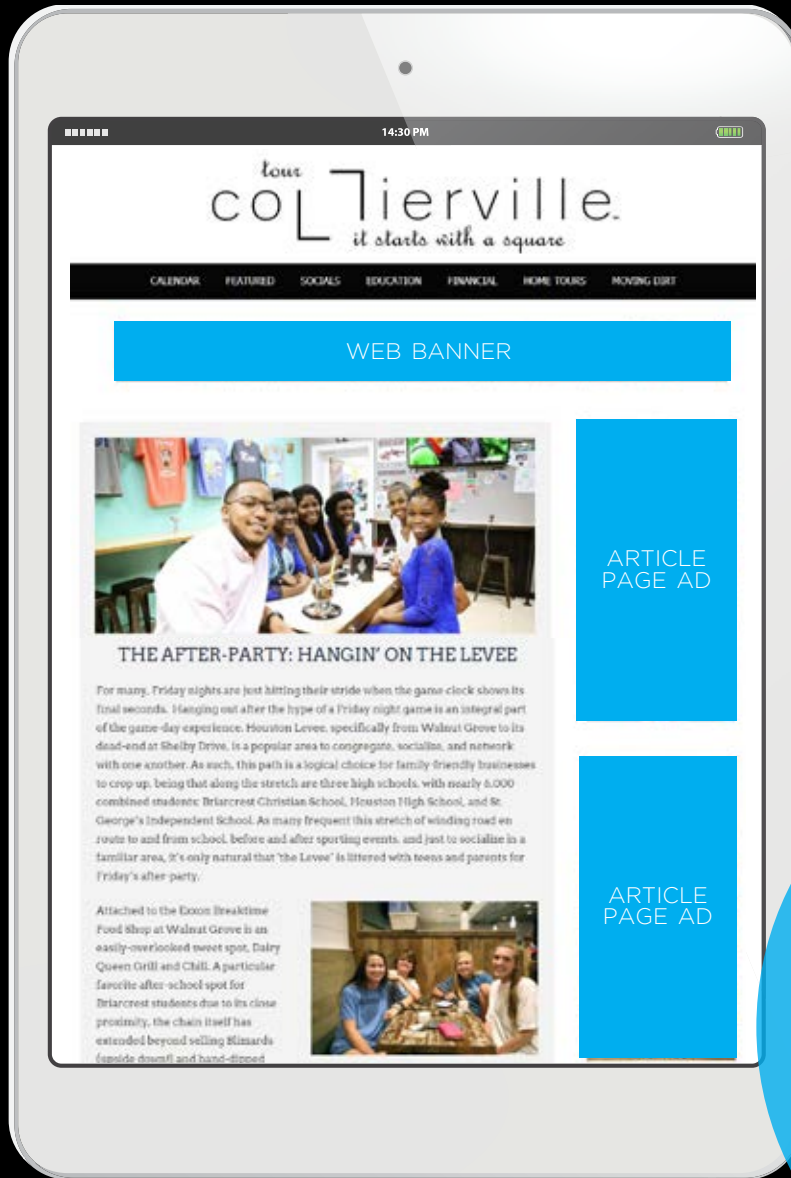 14:30 PM
tour
collierville™
it starts with a square
CALENDAR FEATURED SOCIALS EDUCATION FINANCIAL HOME TOURS MOVING DIRT
WEB BANNER
ARTICLE
PAGE AD
THE AFTER-PARTY: HANGIN' ON THE LEVEE
For many, Friday nights are just hitting their stride when the game clock shows its
final seconds. Hanging out after the hype of a Friday night game is an integral part
of the game-day experience. Houston Levee, specifically from Walnut Grove to its
dead-end at Shelby Drive, is a popular area to congregate, socialize, and network
with one another. As such, this path is a logical choice for family-friendly businesses
to crop up, being that along the stretch are three high schools, with nearly 6,000
combined students: Briarcrest Christian School, Houston High School, and St.
George's Independent School. As many frequent this stretch of winding road en
route to and from school, before and after sporting events, and just to socialize in a
familiar area, it's only natural that "the Levee" is littered with teens and parents for
Friday's after-party.
Attached to the Exxon Breaktime
Food Shop at Walnut Grove is an
easily-overlooked sweet spot, Dairy
Queen Grill and Chill. A particular
favorite after-school spot for
Briarcrest students due to its close
proximity, the chain itself has
extended beyond selling Blizzards
(upside down!) and hand-dipped
ARTICLE
PAGE AD